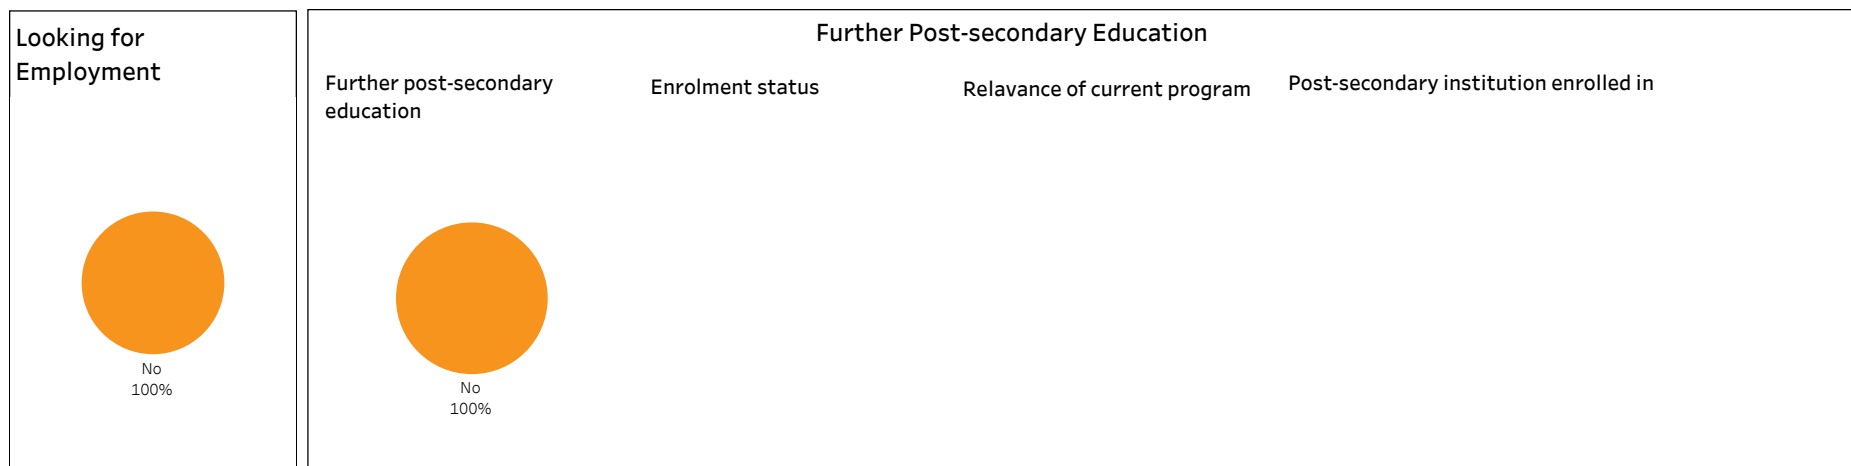 Looking for
Employment
No
100%
Further Post-secondary Education
Further post-secondary
education
No
100%
Enrolment status
Relavance of current program
Post-secondary institution enrolled in